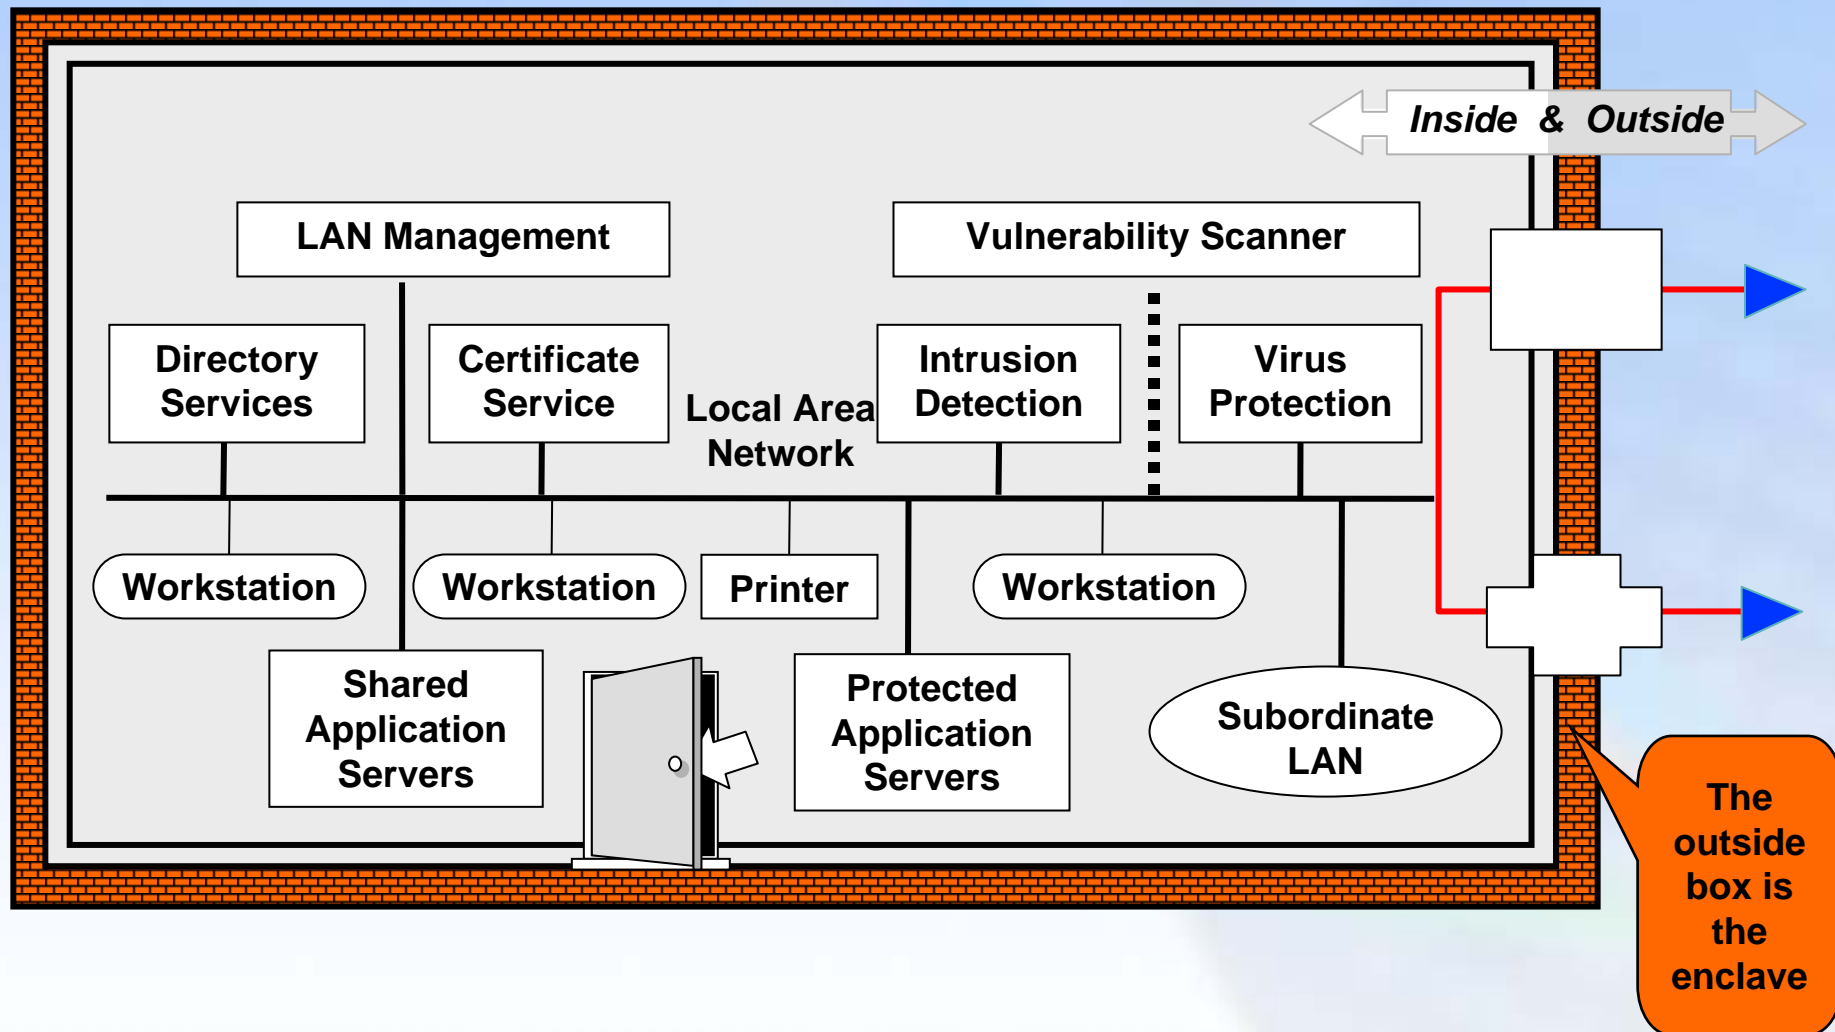 Inside & Outside
LAN Management
Vulnerability Scanner
Directory
Services
Certificate
Service
Local Area
Network
Intrusion
Detection
Virus
Protection
Workstation
Workstation
Printer
Workstation
Shared
Application
Servers
Protected
Application
Servers
Subordinate
LAN
The
outside
box is
the
enclave